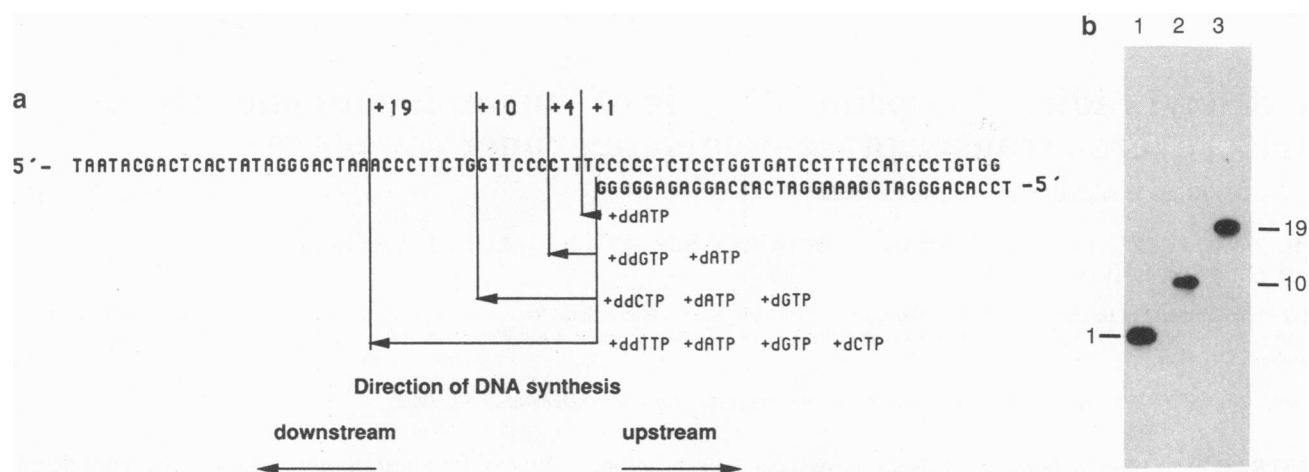 a
+19 +10 +4 +1
5´- TAATACGACTCACTATAGGGACTAAACCCTTCTGGTTCCCCTTTCCCCCTCTCCTGGTGATCCTTTCCATCCCTGTGG
GGGGGAGAGGACCACTAGGAAAGGTAGGGACACCT -5´
+ddATP
+ddGTP +dATP
+ddCTP +dATP +dGTP
+ddTTP +dATP +dGTP +dCTP
Direction of DNA synthesis
downstream upstream
b 1 2 3
19
10
1